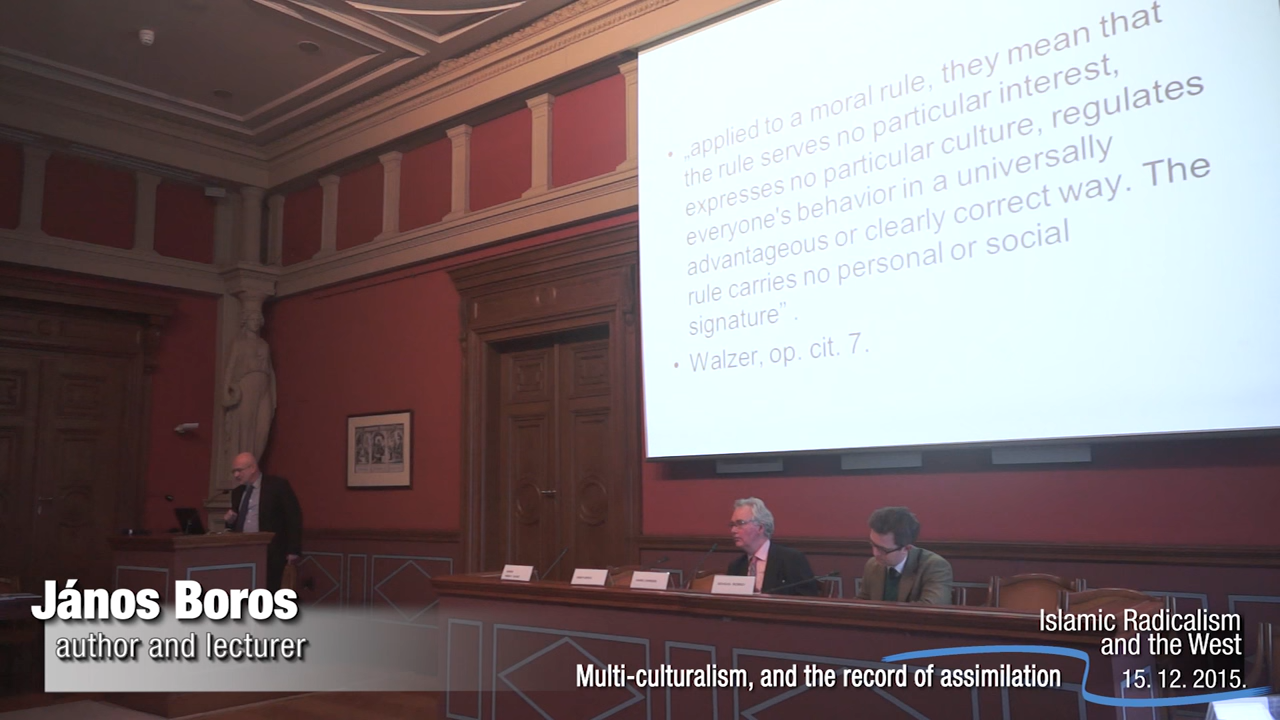 • „applied to a moral rule, they mean that
the rule serves no particular interest,
expresses no particular culture, regulates
everyone's behavior in a universally
advantageous or clearly correct way. The
rule carries no personal or social
signature” .
• Walzer, op. cit. 7.
János Boros
author and lecturer
Islamic Radicalism
and the West
Multi-culturalism, and the record of assimilation
15. 12. 2015.